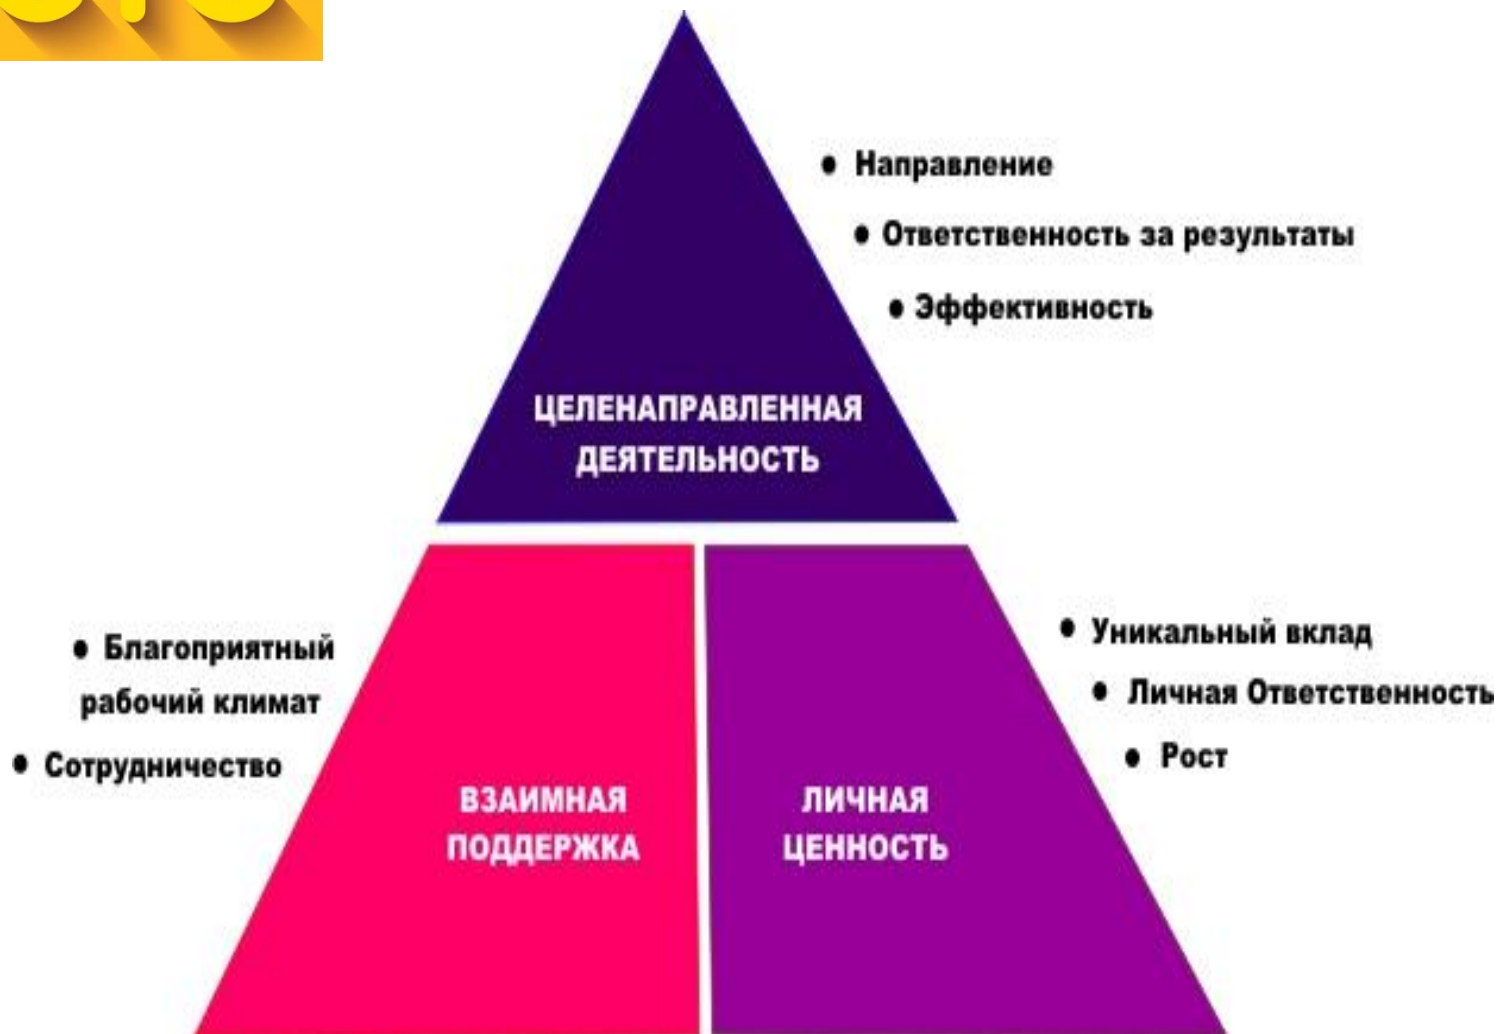 • Направление
• Ответственность за результаты
• Эффективность
ЦЕЛЕНАПРАВЛЕННАЯ
ДЕЯТЕЛЬНОСТЬ
• Благоприятный
рабочий климат
• Сотрудничество
• Уникальный вклад
• Личная Ответственность
• Рост
ВЗАИМНАЯ
ПОДДЕРЖКА
ЛИЧНАЯ
ЦЕННОСТЬ